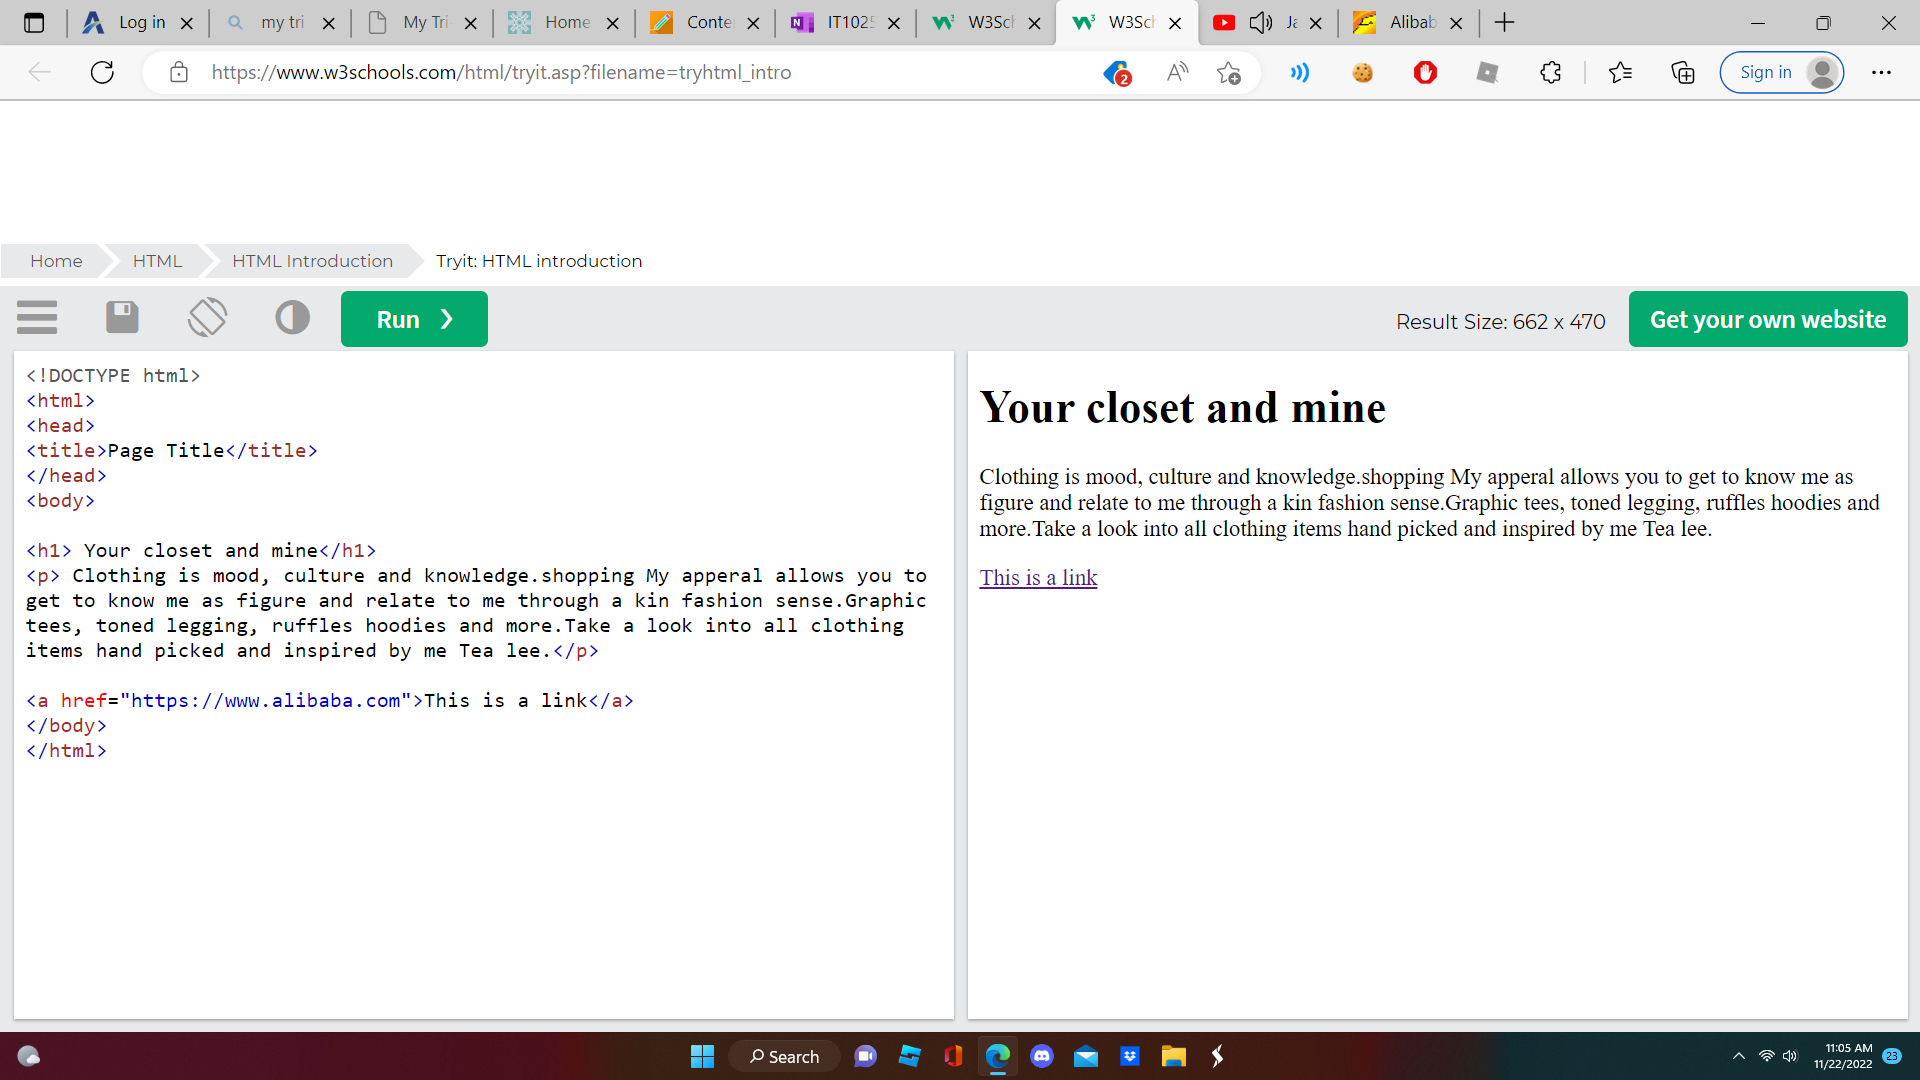 Log in
my tri
My Tri
Home
Conte
IT1025
W3Sch
W3Sch
Ja
Alibab
https://www.w3schools.com/html/tryit.asp?filename=tryhtml_intro
2
Sign in
Home
HTML
HTML Introduction
Tryit: HTML introduction
Run ❯
Result Size: 662 x 470
Get your own website
<!DOCTYPE html>
<html>
<head>
<title>Page Title</title>
</head>
<body>
<h1> Your closet and mine</h1>
<p> Clothing is mood, culture and knowledge.shopping My apperal allows you to
get to know me as figure and relate to me through a kin fashion sense.Graphic
tees, toned legging, ruffles hoodies and more.Take a look into all clothing
items hand picked and inspired by me Tea lee.</p>
<a href="https://www.alibaba.com">This is a link</a>
</body>
</html>
Your closet and mine
Clothing is mood, culture and knowledge.shopping My apperal allows you to get to know me as
figure and relate to me through a kin fashion sense.Graphic tees, toned legging, ruffles hoodies and
more.Take a look into all clothing items hand picked and inspired by me Tea lee.
This is a link
Search
11:05 AM
11/22/2022
23